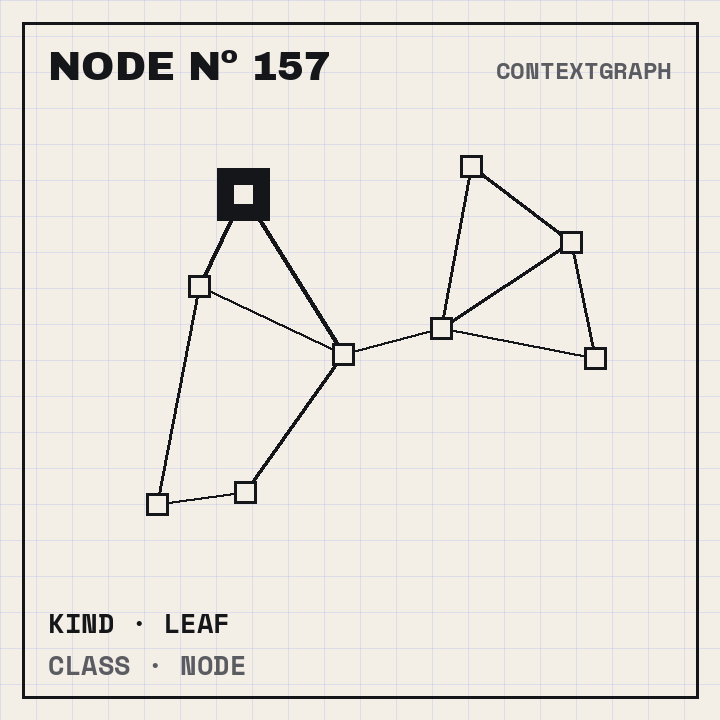 NODE Nº 157
CONTEXTGRAPH
KIND · LEAF
CLASS · NODE